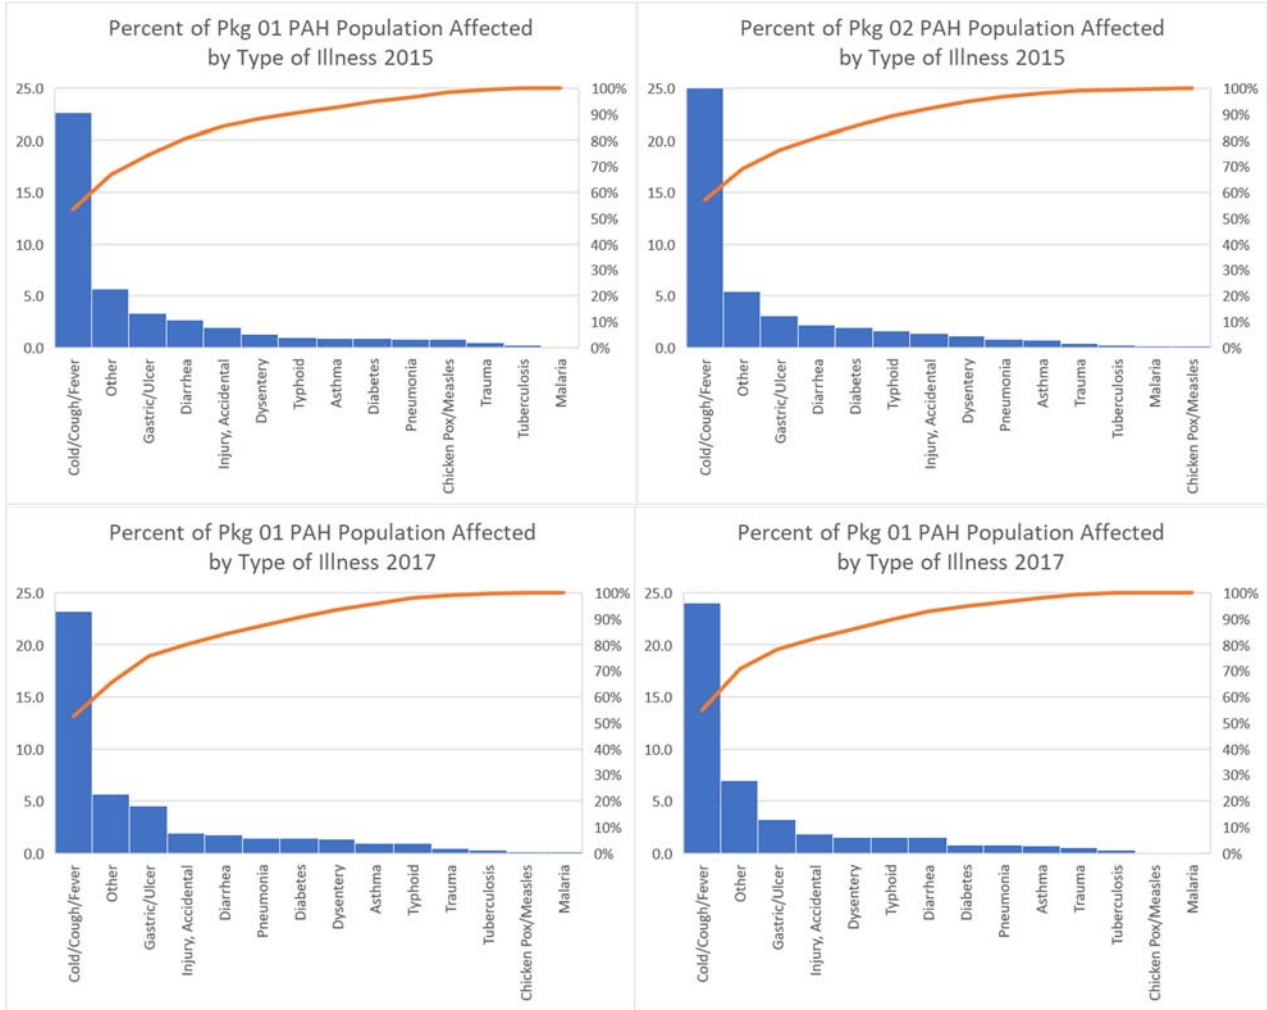 Percent of Pkg 01 PAH Population Affected
by Type of Illness 2015
25.0
20.0
15.0
10.0
5.0
0.0
100%
90%
80%
70%
60%
50%
40%
30%
20%
10%
0%
Cold/Cough/Fever
Other
Gastric/Ulcer
Diarrhea
Injury, Accidental
Dysentery
Typhoid
Asthma
Diabetes
Pneumonia
Chicken Pox/Measles
Trauma
Tuberculosis
Malaria
Percent of Pkg 02 PAH Population Affected
by Type of Illness 2015
25.0
20.0
15.0
10.0
5.0
0.0
100%
90%
80%
70%
60%
50%
40%
30%
20%
10%
0%
Cold/Cough/Fever
Other
Gastric/Ulcer
Diarrhea
Diabetes
Typhoid
Injury, Accidental
Dysentery
Pneumonia
Asthma
Trauma
Tuberculosis
Malaria
Chicken Pox/Measles
Percent of Pkg 01 PAH Population Affected
by Type of Illness 2017
25.0
20.0
15.0
10.0
5.0
0.0
100%
90%
80%
70%
60%
50%
40%
30%
20%
10%
0%
Cold/Cough/Fever
Other
Gastric/Ulcer
Injury, Accidental
Diarrhea
Pneumonia
Diabetes
Dysentery
Asthma
Typhoid
Trauma
Tuberculosis
Chicken Pox/Measles
Malaria
Percent of Pkg 01 PAH Population Affected
by Type of Illness 2017
25.0
20.0
15.0
10.0
5.0
0.0
100%
90%
80%
70%
60%
50%
40%
30%
20%
10%
0%
Cold/Cough/Fever
Other
Gastric/Ulcer
Injury, Accidental
Dysentery
Typhoid
Diarrhea
Diabetes
Pneumonia
Asthma
Trauma
Tuberculosis
Chicken Pox/Measles
Malaria